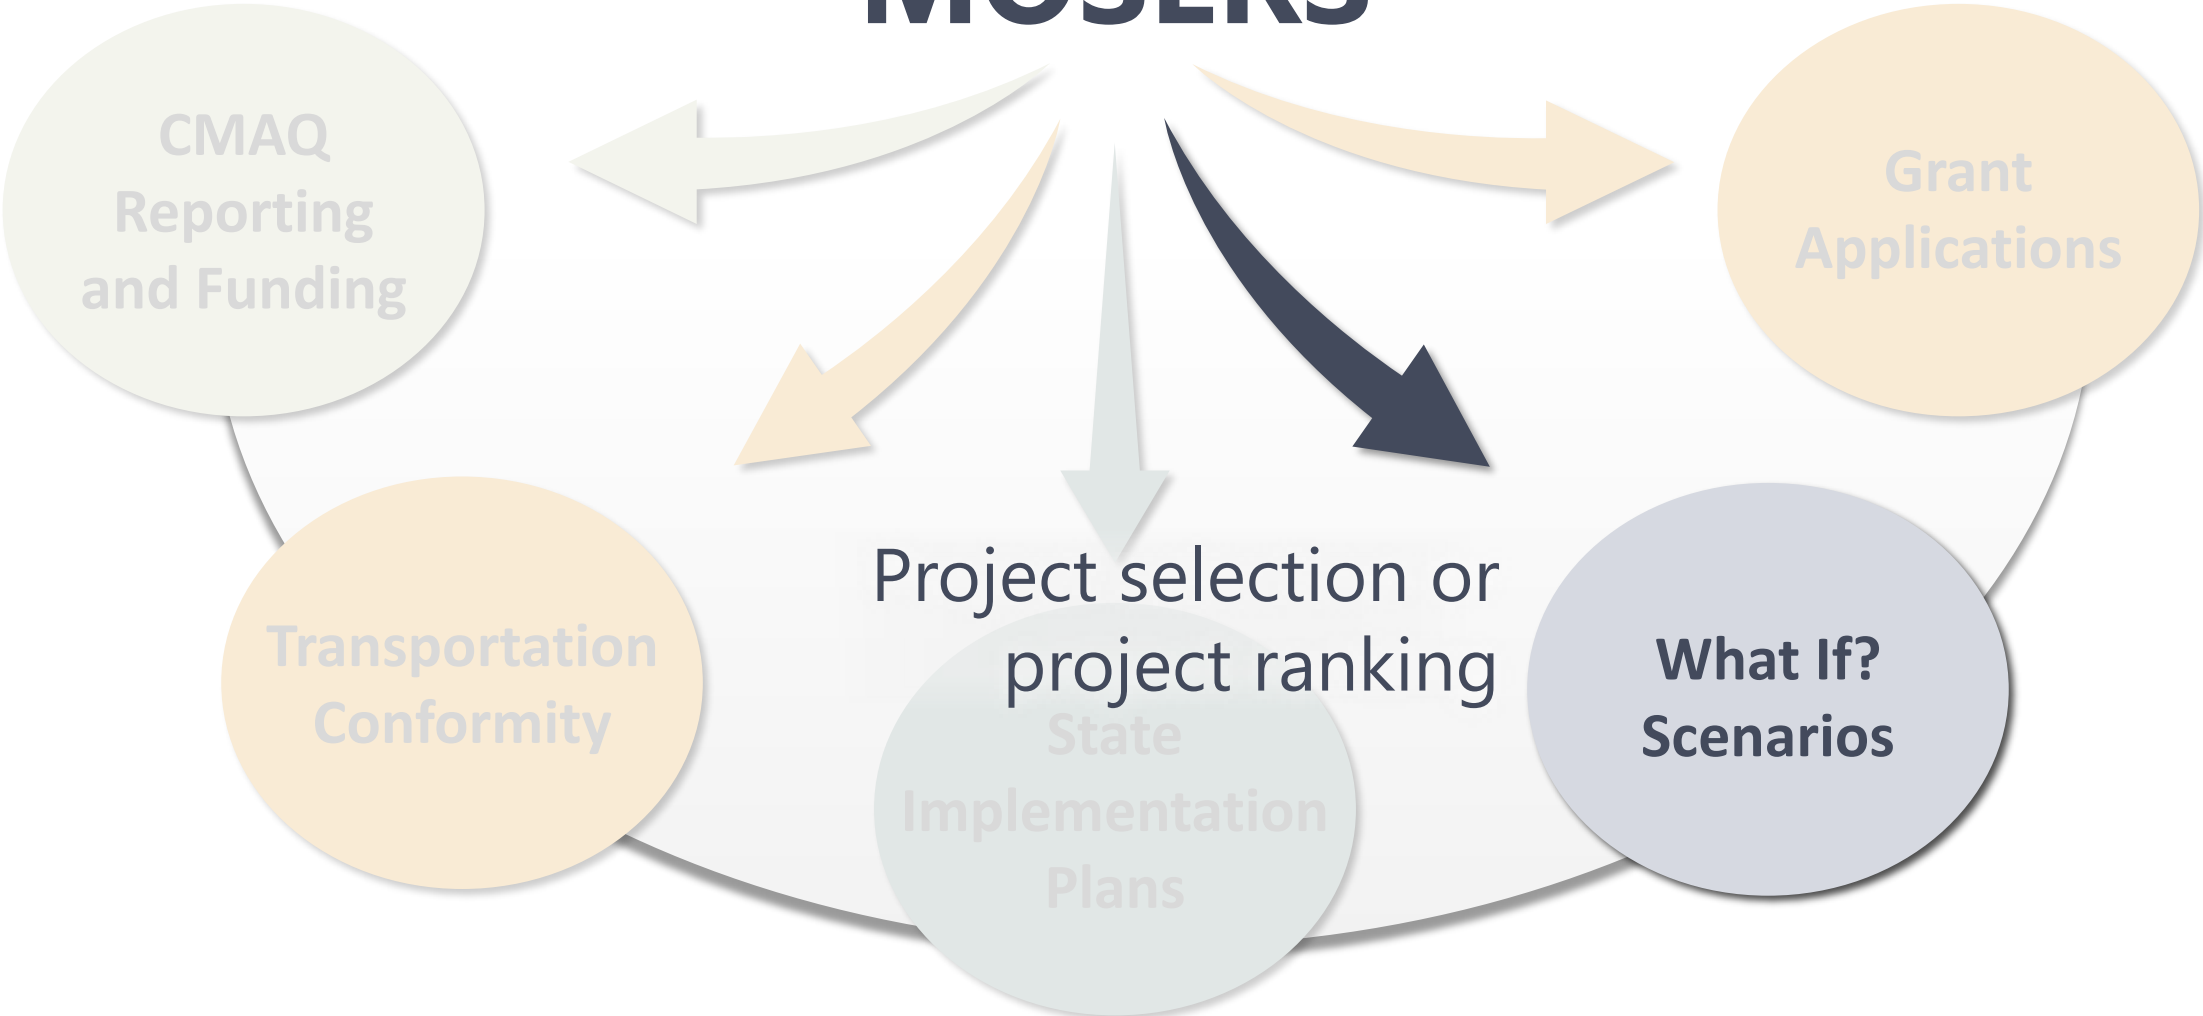 MOSERS
CMAQ
Reporting
and Funding
Grant
Applications
Transportation
Conformity
Project selection or
project ranking
State
Implementation
Plans
What If?
Scenarios